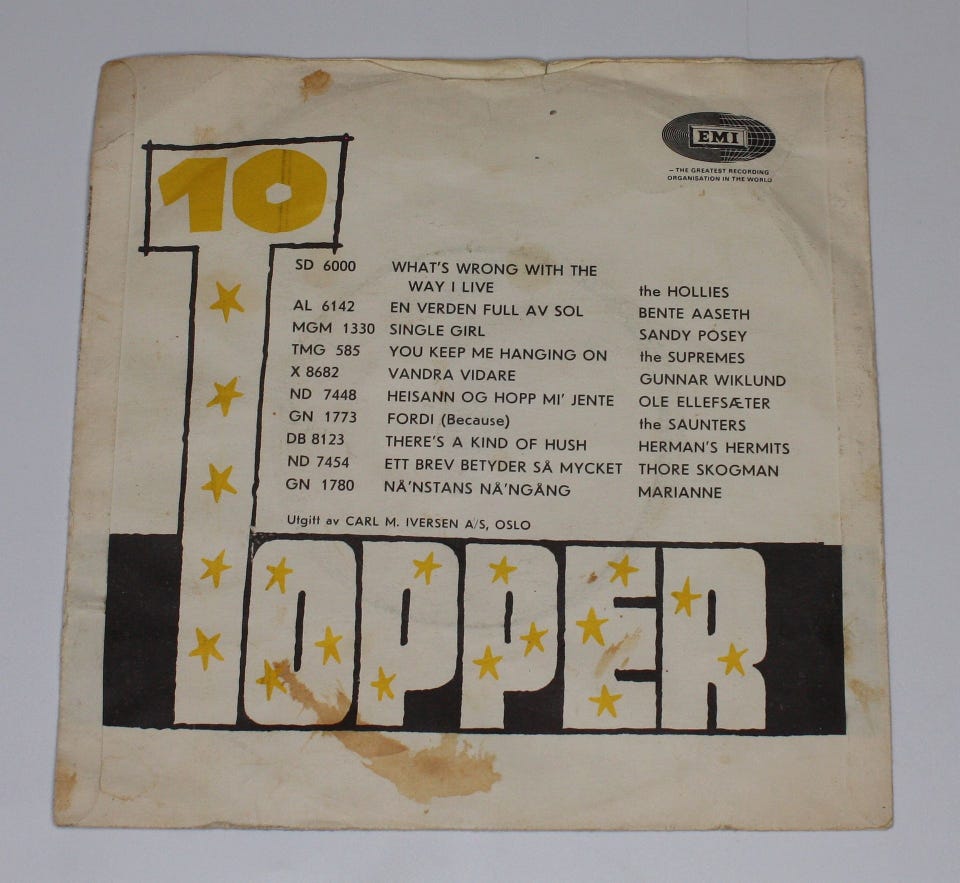 EMI
– THE GREATEST RECORDING
ORGANISATION IN THE WORLD
10
SD 6000 WHAT'S WRONG WITH THE
WAY I LIVE the HOLLIES
AL 6142 EN VERDEN FULL AV SOL BENTE AASETH
MGM 1330 SINGLE GIRL SANDY POSEY
TMG 585 YOU KEEP ME HANGING ON the SUPREMES
X 8682 VANDRA VIDARE GUNNAR WIKLUND
ND 7448 HEISANN OG HOPP MI' JENTE OLE ELLEFSÆTER
GN 1773 FORDI (Because) the SAUNTERS
DB 8123 THERE'S A KIND OF HUSH HERMAN'S HERMITS
ND 7454 ETT BREV BETYDER SÅ MYCKET THORE SKOGMAN
GN 1780 NÅ'NSTANS NÅ'NGÅNG MARIANNE
Utgitt av CARL M. IVERSEN A/S, OSLO
TOPPER